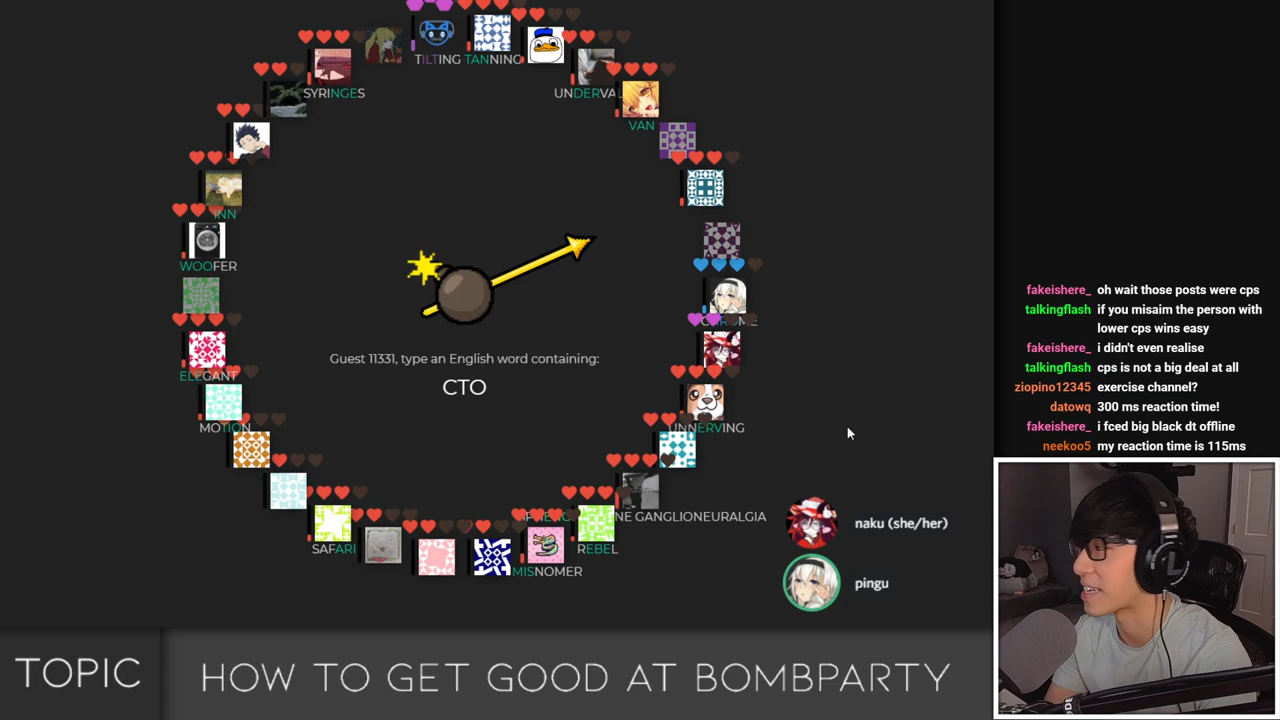 TILTING
TANNING
SYRINGES
UNDERVA
VAN
INN
WOOFER
ELEGANT
MOTION
UNNERVING
Guest 11331, type an English word containing:
CTO
NE GANGLIONEURALGIA
SAFARI
REBEL
MISNOMER
naku (she/her)
pingu
fakeishere_ oh wait those posts were cps
talkingflash if you misaim the person with
lower cps wins easy
fakeishere_ i didn't even realise
talkingflash cps is not a big deal at all
ziopino12345 exercise channel?
datowq 300 ms reaction time!
fakeishere_ i fced big black dt offline
neekoo5 my reaction time is 115ms
TOPIC
HOW TO GET GOOD AT BOMBPARTY